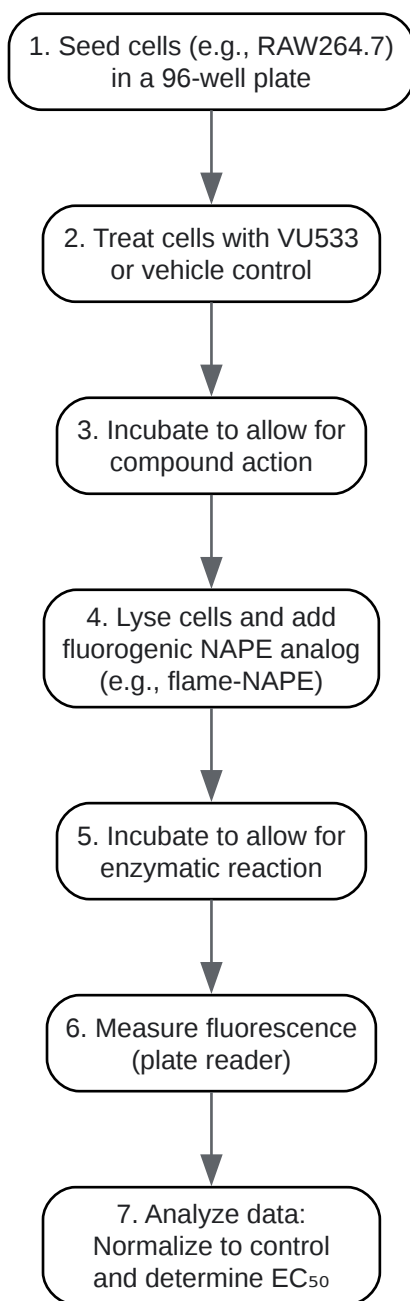 1. Seed cells (e.g., RAW264.7)
in a 96-well plate
2. Treat cells with VU533
or vehicle control
3. Incubate to allow for
compound action
4. Lyse cells and add
fluorogenic NAPE analog
(e.g., flame-NAPE)
5. Incubate to allow for
enzymatic reaction
6. Measure fluorescence
(plate reader)
7. Analyze data:
Normalize to control
and determine EC₅₀